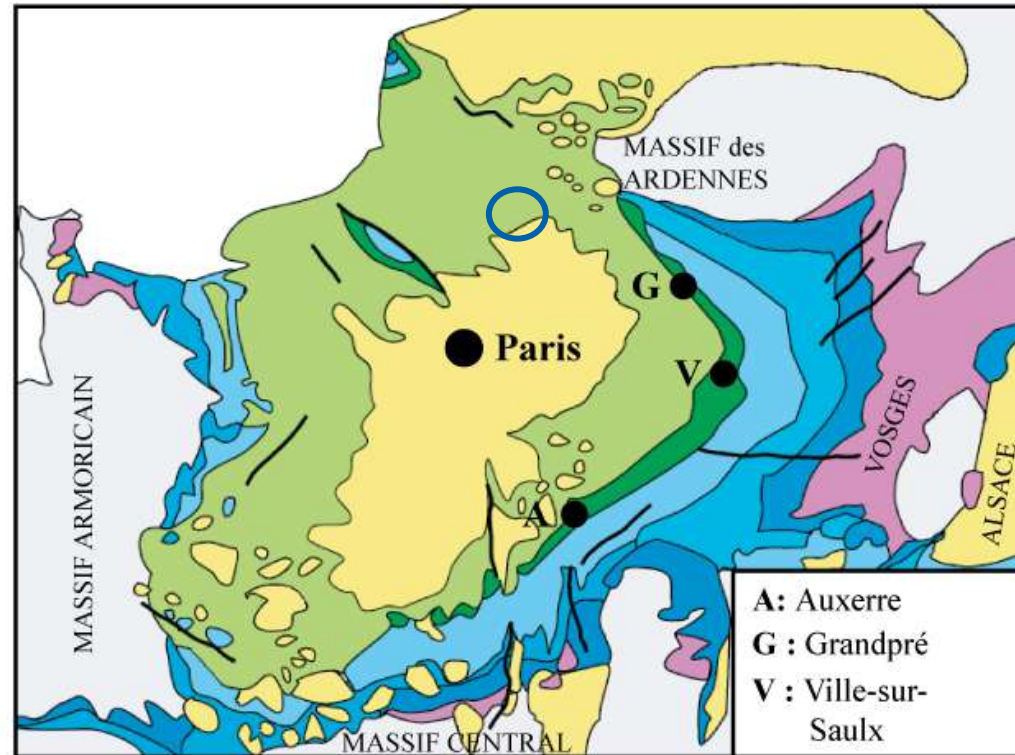 MASSIF des
ARDENNES
G
Paris
V
VOSGES
ALSACE
MASSIF ARMORICAIN
A
MASSIF CENTRAL
A: Auxerre
G : Grandpré
V : Ville-sur-
Saulx